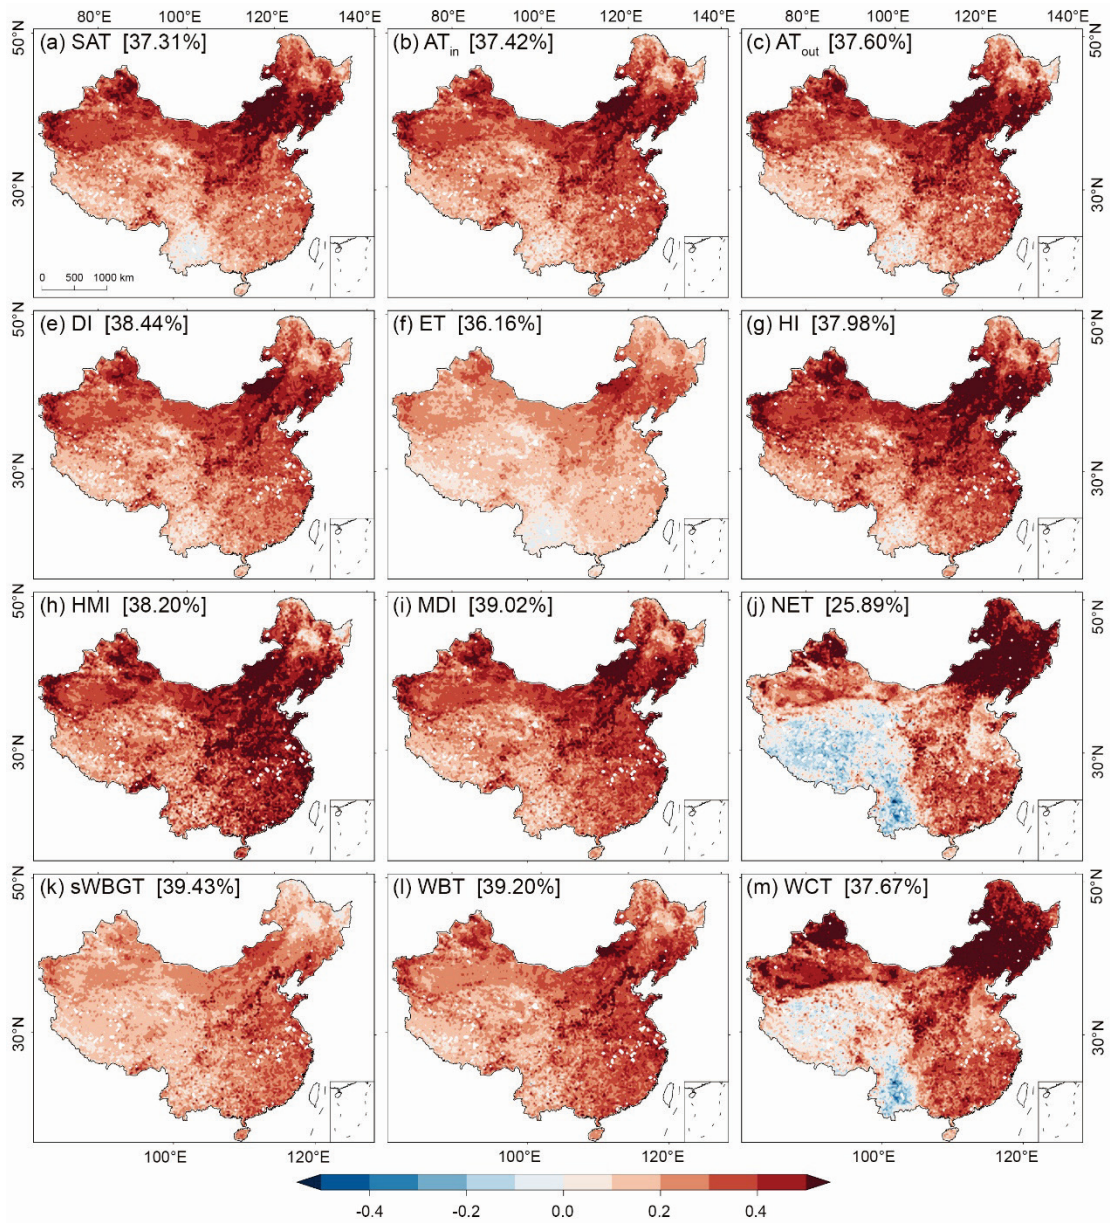 80°E 100°E 120°E 140°E 80°E 100°E 120°E 140°E 80°E 100°E 120°E 140°E
50°N (a) SAT [37.31%] (b) ATin [37.42%] (c) ATout [37.60%] 50°N
30°N 30°N
0 500 1000 km
50°N (e) DI [38.44%] (f) ET [36.16%] (g) HI [37.98%] 50°N
30°N 30°N
50°N (h) HMI [38.20%] (i) MDI [39.02%] (j) NET [25.89%] 50°N
30°N 30°N
50°N (k) sWBGT [39.43%] (l) WBT [39.20%] (m) WCT [37.67%] 50°N
30°N 30°N
100°E 120°E 100°E 120°E 100°E 120°E
-0.4 -0.2 0.0 0.2 0.4